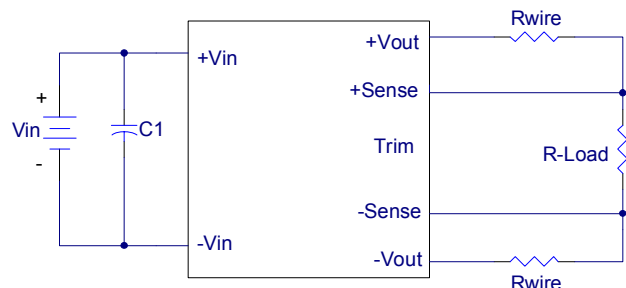 +Vout
Rwire
+Vin
+Sense
+
Vin
C1
Trim
R-Load
-
-Sense
-Vin
-Vout
Rwire